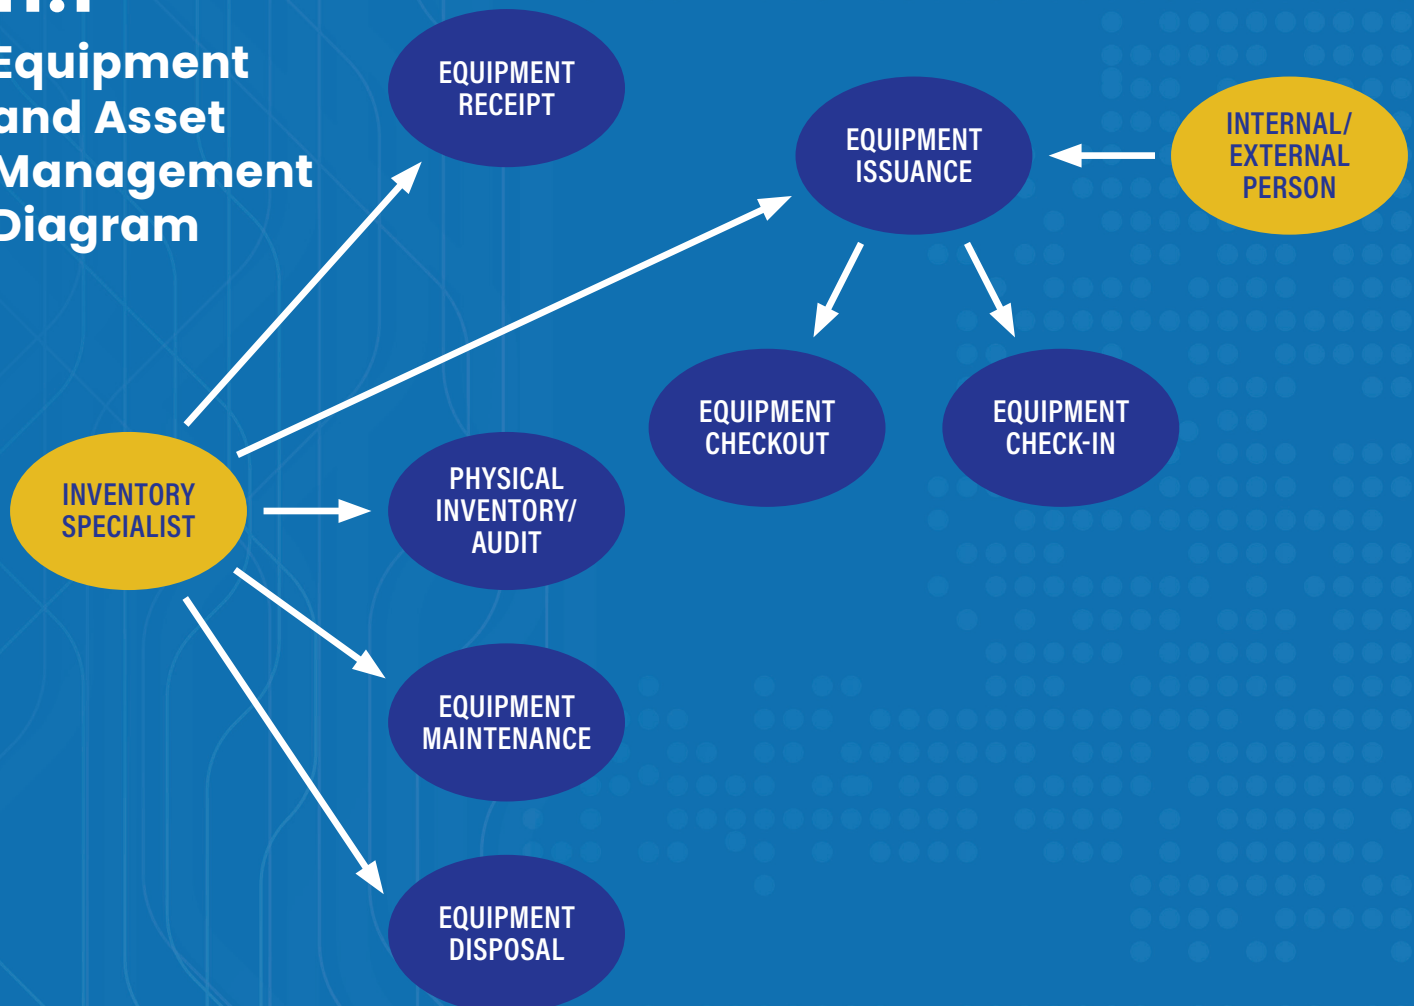 Equipment
and Asset
Management
Diagram
EQUIPMENT
RECEIPT
EQUIPMENT
ISSUANCE
INTERNAL/
EXTERNAL
PERSON
EQUIPMENT
CHECKOUT
EQUIPMENT
CHECK-IN
INVENTORY
SPECIALIST
PHYSICAL
INVENTORY/
AUDIT
EQUIPMENT
MAINTENANCE
EQUIPMENT
DISPOSAL